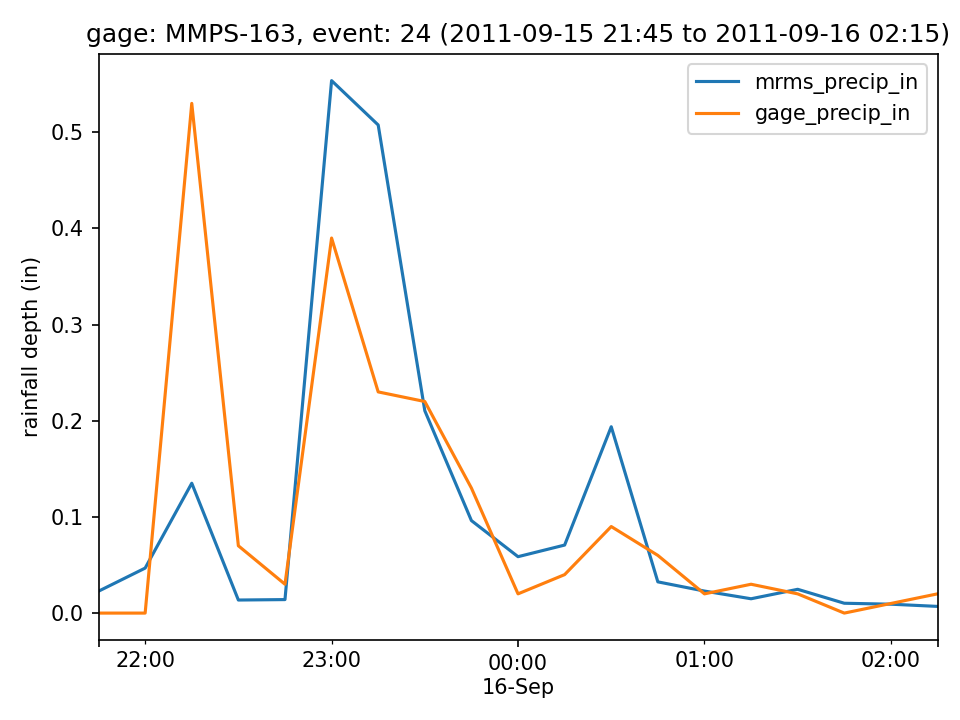 gage: MMPS-163, event: 24 (2011-09-15 21:45 to 2011-09-16 02:15)
mrms_precip_in
gage_precip_in
rainfall depth (in)
0.5
0.4
0.3
0.2
0.1
0.0
22:00 23:00 00:00 01:00 02:00
16-Sep